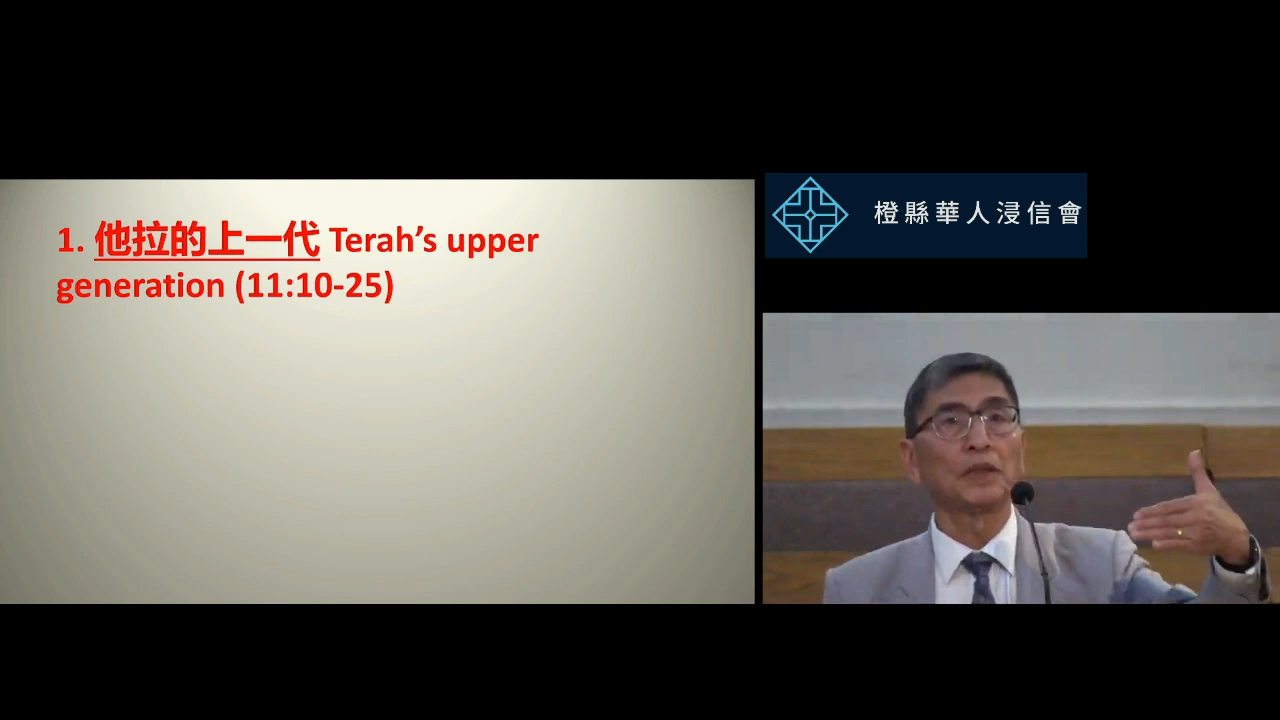 1. 他拉的上一代 Terah’s upper
generation (11:10-25)
橙縣華人浸信會